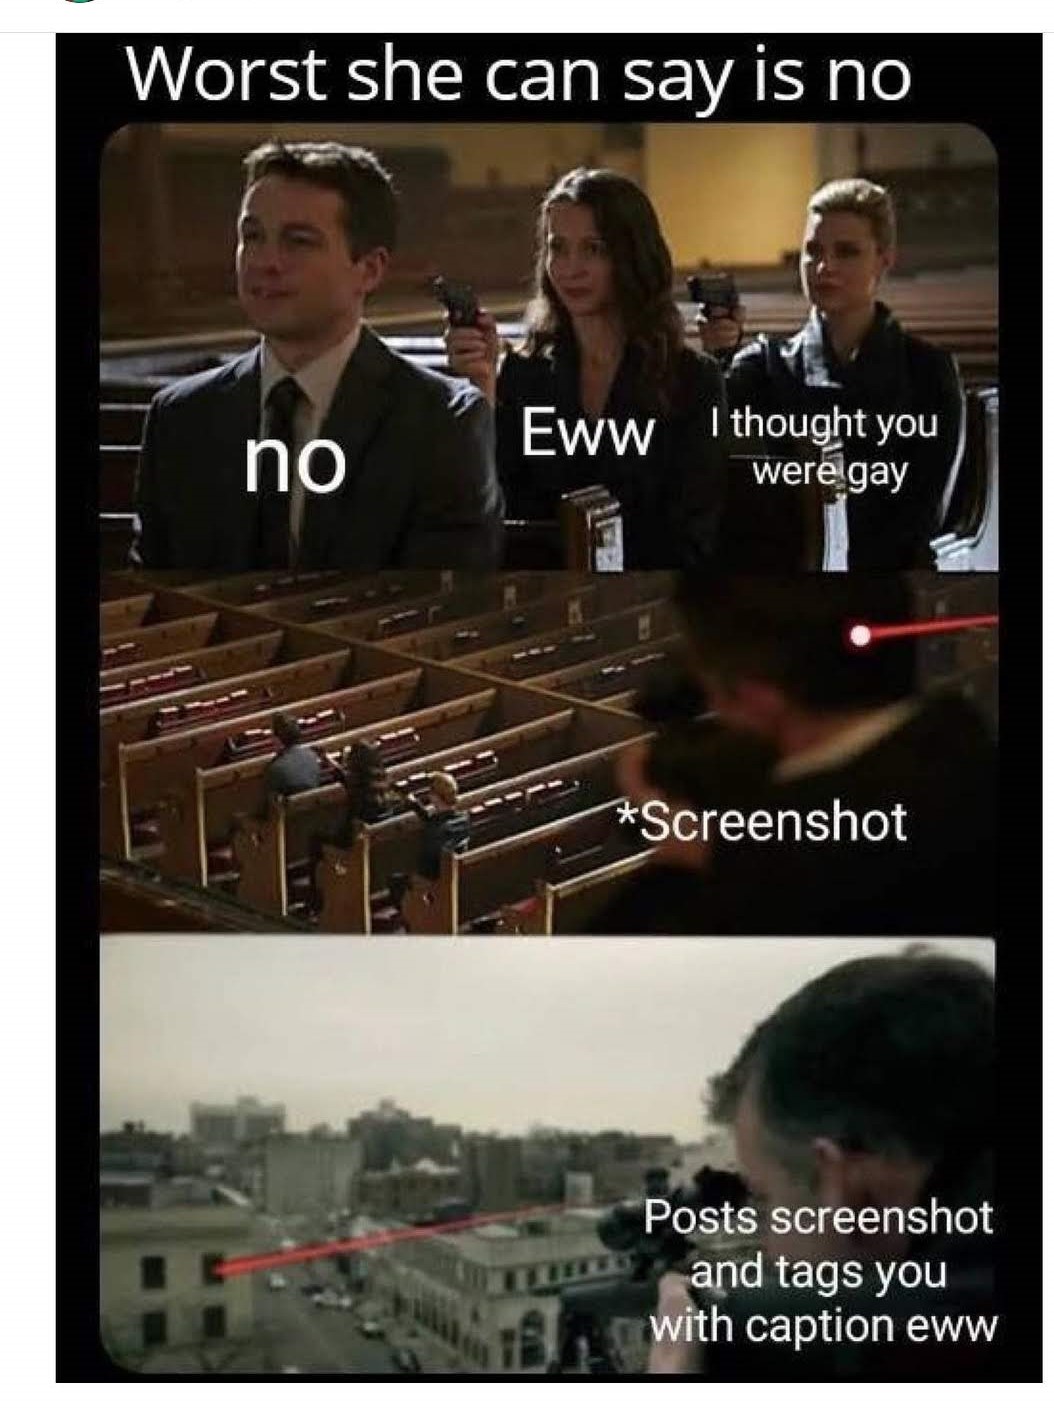 Worst she can say is no
no
Eww
I thought you
were gay
*Screenshot
Posts screenshot
and tags you
with caption eww